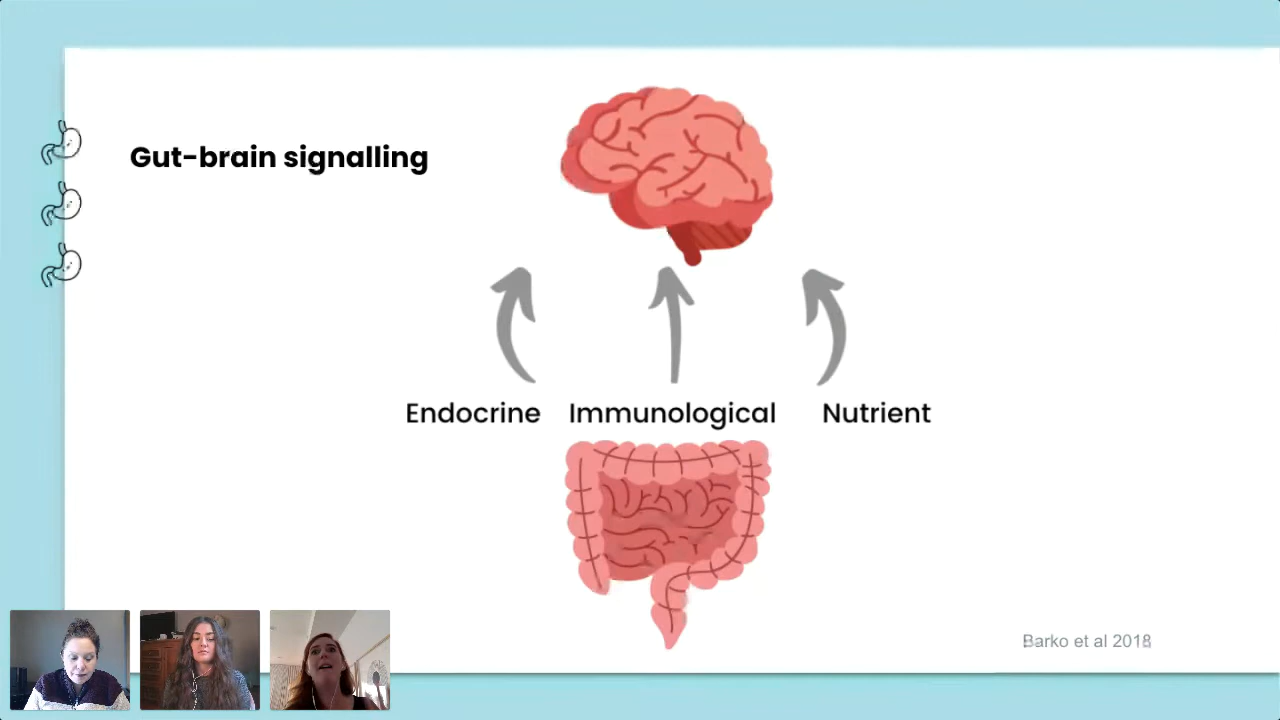 Gut-brain signalling
Endocrine Immunological Nutrient
Barko et al 2018